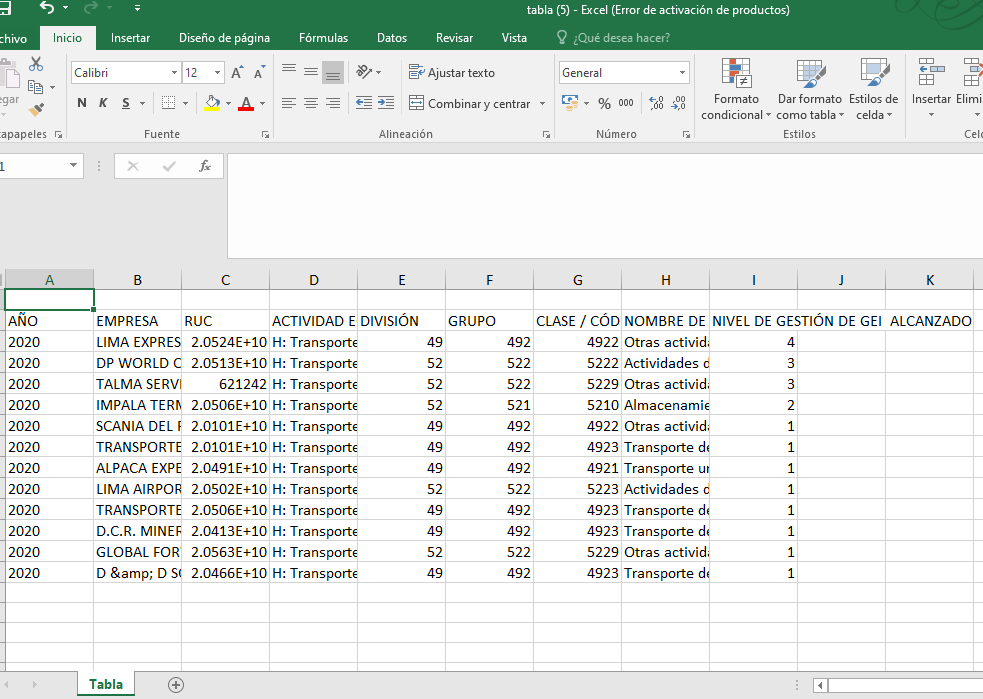 tabla (5) - Excel (Error de activación de productos)
chivo Inicio Insertar Diseño de página Fórmulas Datos Revisar Vista ¿Qué desea hacer?
Calibri 12 A A Ajustar texto General
egar N K S A Combinar y centrar % 000 Formato condicional Dar formato como tabla Estilos de celda Insertar Elimi
apapeles Fuente Alineación Número Estilos Cel
1 fx
A B C D E F G H I J K
AÑO EMPRESA RUC ACTIVIDAD E DIVISIÓN GRUPO CLASE / CÓD NOMBRE DE NIVEL DE GESTIÓN DE GEI ALCANZADO
2020 LIMA EXPRES 2.0524E+10 H: Transporte 49 492 4922 Otras activida 4
2020 DP WORLD C 2.0513E+10 H: Transporte 52 522 5222 Actividades d 3
2020 TALMA SERVI 621242 H: Transporte 52 522 5229 Otras activida 3
2020 IMPALA TERM 2.0506E+10 H: Transporte 52 521 5210 Almacenamie 2
2020 SCANIA DEL P 2.0101E+10 H: Transporte 49 492 4922 Otras activida 1
2020 TRANSPORTE 2.0101E+10 H: Transporte 49 492 4923 Transporte de 1
2020 ALPACA EXPE 2.0491E+10 H: Transporte 49 492 4921 Transporte ur 1
2020 LIMA AIRPOR 2.0502E+10 H: Transporte 52 522 5223 Actividades d 1
2020 TRANSPORTE 2.0506E+10 H: Transporte 49 492 4923 Transporte de 1
2020 D.C.R. MINER 2.0413E+10 H: Transporte 49 492 4923 Transporte de 1
2020 GLOBAL FOR 2.0563E+10 H: Transporte 52 522 5229 Otras activida 1
2020 D &amp; D SO 2.0466E+10 H: Transporte 49 492 4923 Transporte de 1
Tabla